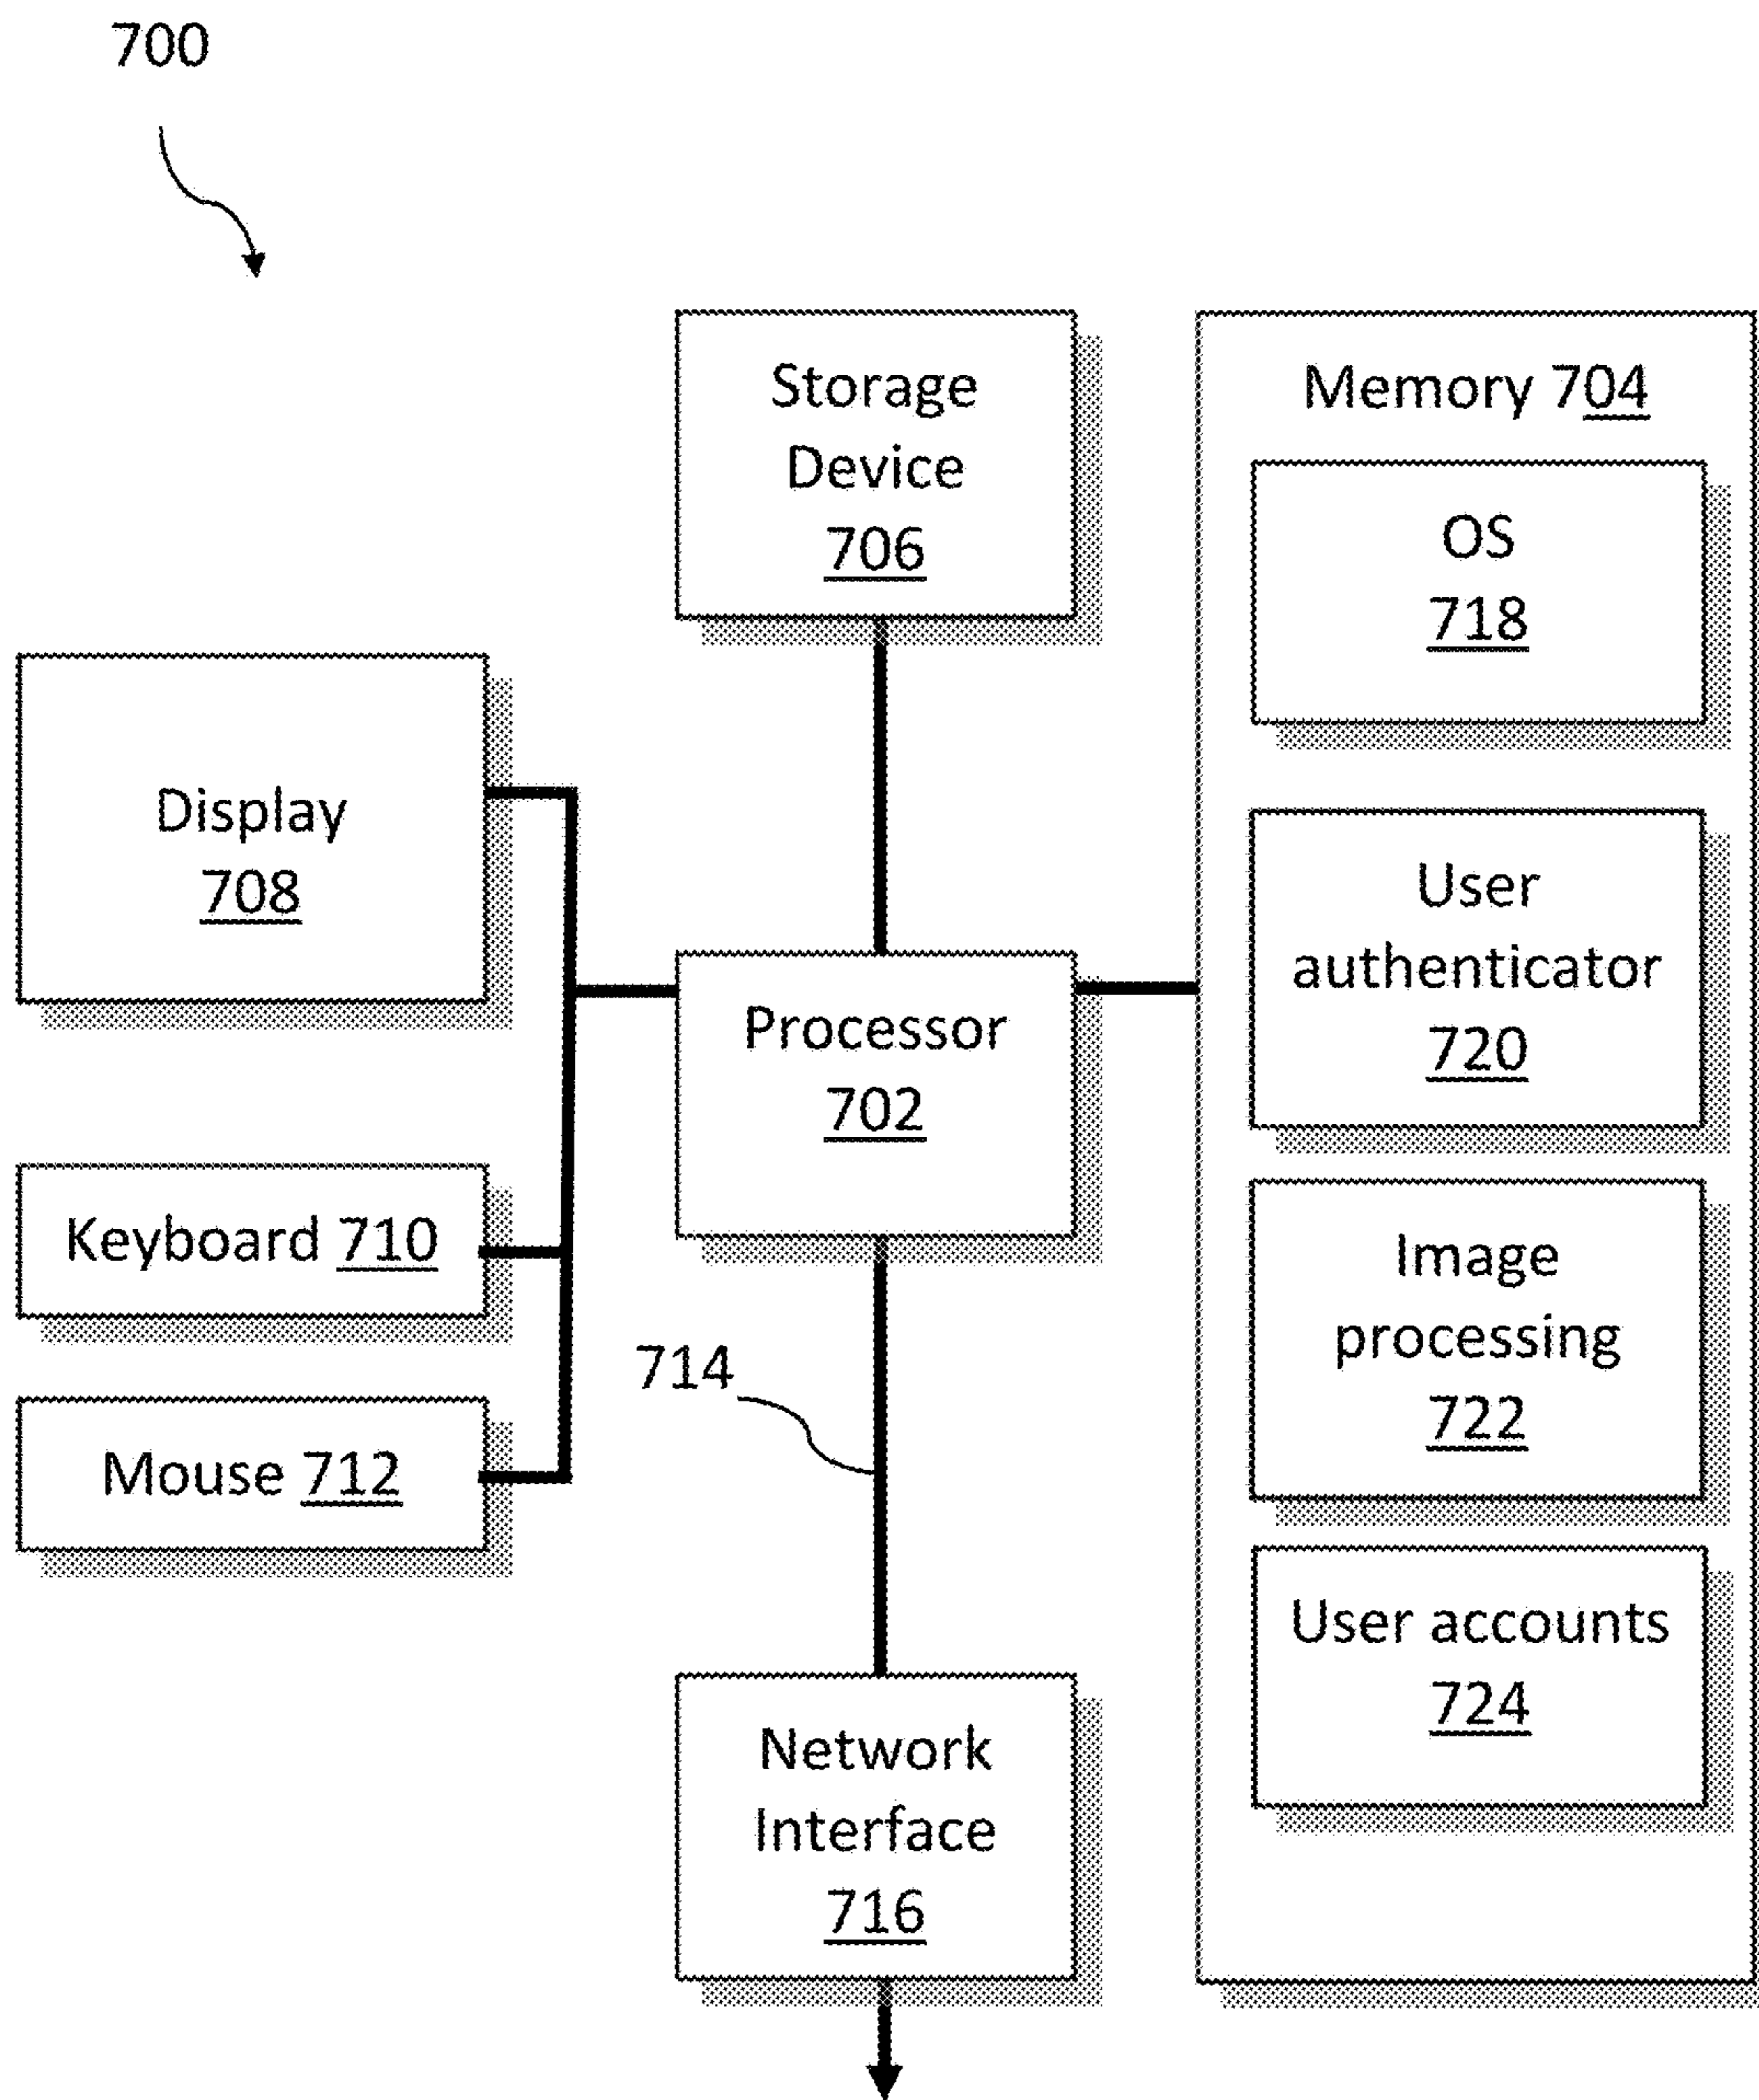 700
Storage
Device
706
Memory 704
OS
718
Display
708
User
authenticator
720
Processor
702
Keyboard 710
Image
processing
722
714
Mouse 712
User accounts
724
Network
Interface
716